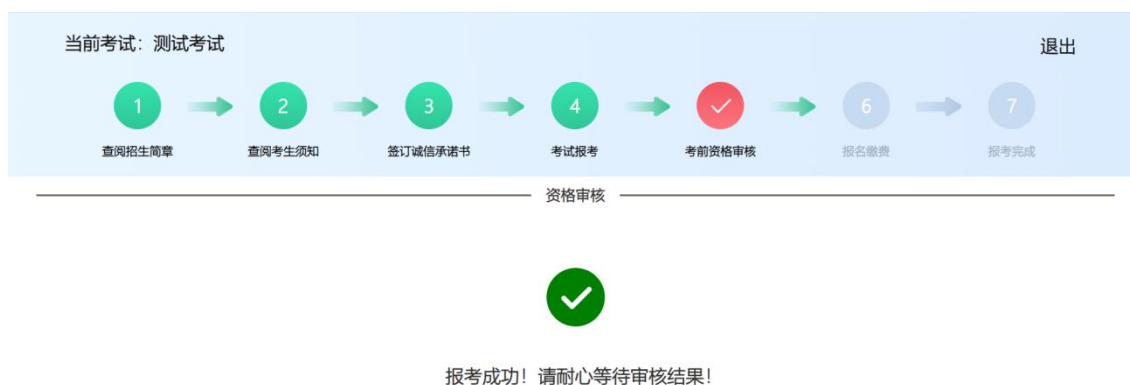 当前考试：测试考试
退出
1
2
3
4
6
7
查阅招生简章
查阅考生须知
签订诚信承诺书
考试报考
考前资格审核
报名缴费
报考完成
资格审核
报考成功！请耐心等待审核结果！